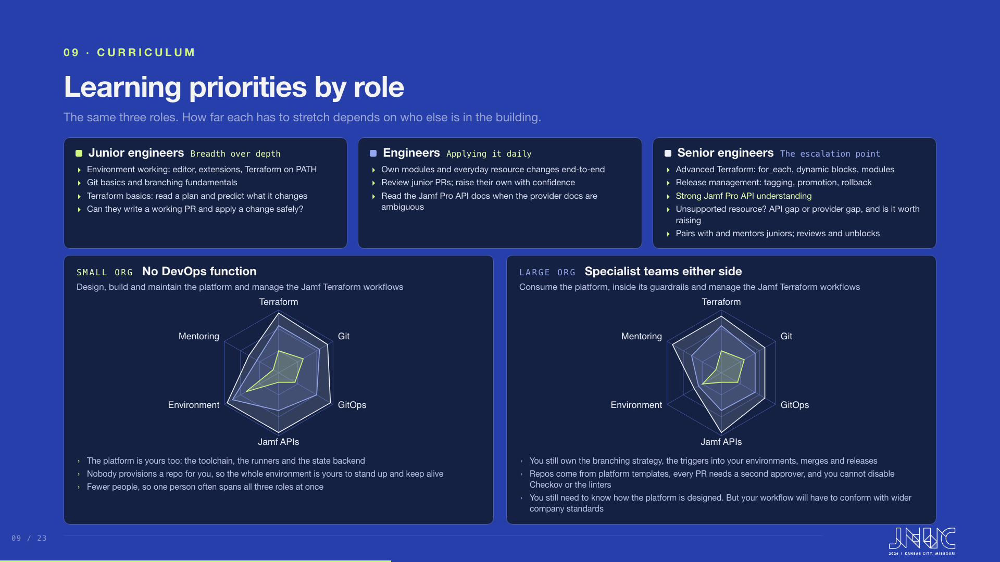 09 · CURRICULUM
Learning priorities by role
The same three roles. How far each has to stretch depends on who else is in the building.
Junior engineers Breadth over depth
Environment working: editor, extensions, Terraform on PATH
Git basics and branching fundamentals
Terraform basics: read a plan and predict what it changes
Can they write a working PR and apply a change safely?
Engineers Applying it daily
Own modules and everyday resource changes end-to-end
Review junior PRs; raise their own with confidence
Read the Jamf Pro API docs when the provider docs are
ambiguous
Senior engineers The escalation point
Advanced Terraform: for_each, dynamic blocks, modules
Release management: tagging, promotion, rollback
Strong Jamf Pro API understanding
Unsupported resource? API gap or provider gap, and is it worth
raising
Pairs with and mentors juniors; reviews and unblocks
SMALL ORG No DevOps function
Design, build and maintain the platform and manage the Jamf Terraform workflows
Terraform
Mentoring
Git
Environment
GitOps
Jamf APIs
The platform is yours too: the toolchain, the runners and the state backend
Nobody provisions a repo for you, so the whole environment is yours to stand up and keep alive
Fewer people, so one person often spans all three roles at once
LARGE ORG Specialist teams either side
Consume the platform, inside its guardrails and manage the Jamf Terraform workflows
Terraform
Mentoring
Git
Environment
GitOps
Jamf APIs
You still own the branching strategy, the triggers into your environments, merges and releases
Repos come from platform templates, every PR needs a second approver, and you cannot disable
Checkov or the linters
You still need to know how the platform is designed. But your workflow will have to conform with wider
company standards
09 / 23
JNUC
2026 | KANSAS CITY, MISSOURI